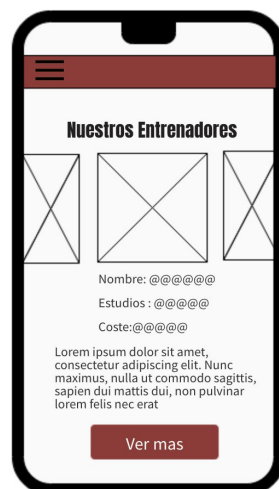 Nuestros Entrenadores
Nombre: @@@@@@
Estudios : @@@@@
Coste:@@@@@
Lorem ipsum dolor sit amet,
consectetur adipiscing elit. Nunc
maximus, nulla ut commodo sagittis,
sapien dui mattis dui, non pulvinar
lorem felis nec erat
Ver mas